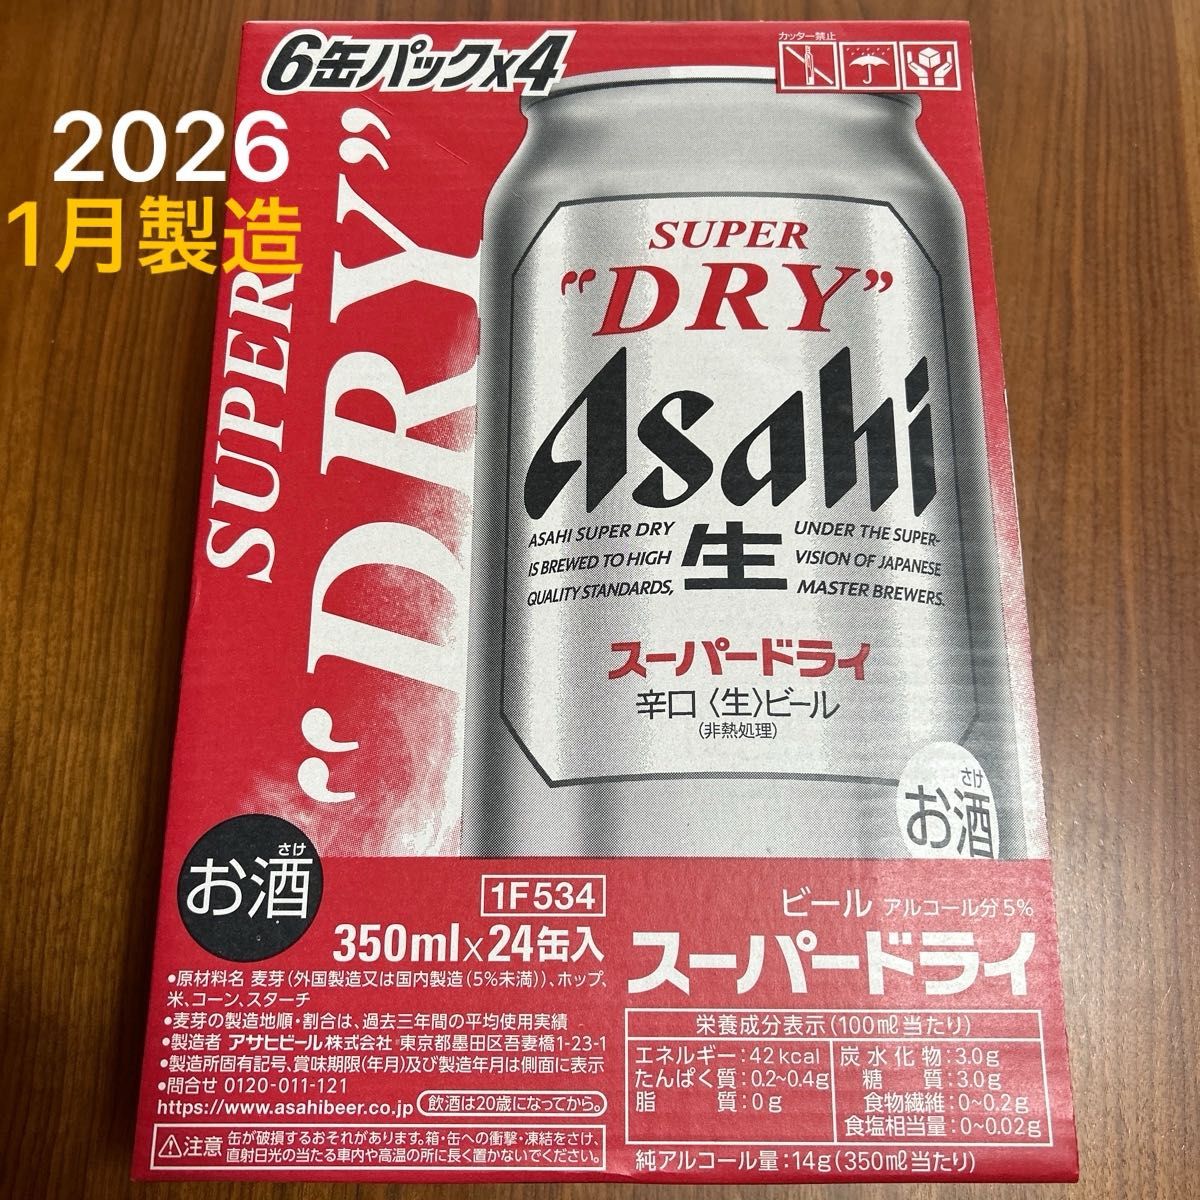 6缶パックx4
カッター禁止
2026
1月製造
SUPER
"DRY"
SUPER
"DRY"
Asahi
生
ASAHI SUPER DRY
IS BREWED TO HIGH
QUALITY STANDARDS,
UNDER THE SUPER-
VISION OF JAPANESE
MASTER BREWERS.
スーパードライ
辛口〈生〉ビール
(非熱処理)
さけ
お酒
さけ
お酒
1F534
350ml×24缶入
ビール アルコール分5%
スーパードライ
●原材料名 麦芽(外国製造又は国内製造(5%未満))、ホップ、
米、コーン、スターチ
●麦芽の製造地順・割合は、過去三年間の平均使用実績
●製造者 アサヒビール株式会社 東京都墨田区吾妻橋1-23-1
●製造所固有記号、賞味期限(年月)及び製造年月は側面に表示
●問合せ 0120-011-121
https://www.asahibeer.co.jp 飲酒は20歳になってから。
⚠注意 缶が破損するおそれがあります。箱・缶への衝撃・凍結をさけ、
直射日光の当たる車内や高温の所に長く置かないでください。
栄養成分表示(100ml当たり)
エネルギー:42kcal
たんぱく質:0.2~0.4g
脂質:0g
炭水化物:3.0g
糖質:3.0g
食物繊維:0~0.2g
食塩相当量:0~0.02g
純アルコール量:14g(350ml当たり)